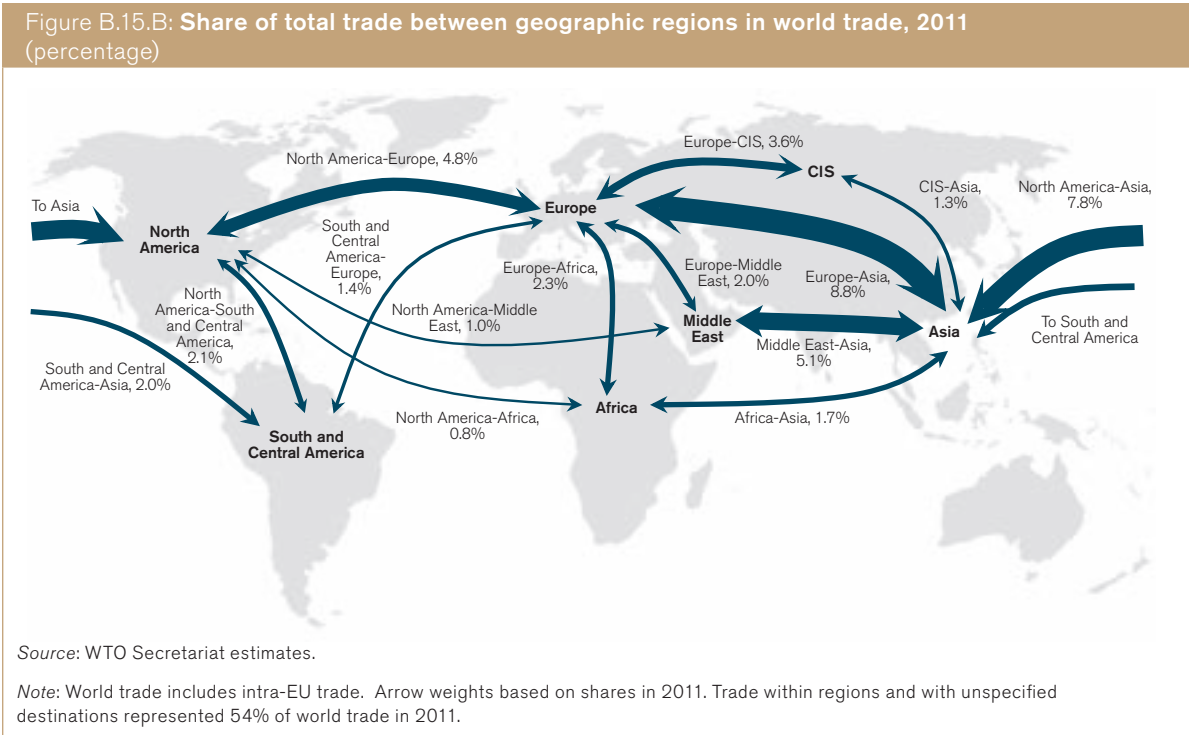 Figure B.15.B: Share of total trade between geographic regions in world trade, 2011
(percentage)
North America-Europe, 4.8%
Europe-CIS, 3.6%
CIS
CIS-Asia,
1.3%
North America-Asia,
7.8%
To Asia
North
America
Europe
South and
Central
America-
Europe,
1.4%
Europe-Africa,
2.3%
Europe-Middle
East, 2.0%
Europe-Asia,
8.8%
North
America-South
and Central
America,
2.1%
North America-Middle
East, 1.0%
Middle
East
Asia
To South and
Central America
Middle East-Asia,
5.1%
South and Central
America-Asia, 2.0%
North America-Africa,
0.8%
Africa
Africa-Asia, 1.7%
South and
Central America
Source: WTO Secretariat estimates.
Note: World trade includes intra-EU trade.  Arrow weights based on shares in 2011. Trade within regions and with unspecified
destinations represented 54% of world trade in 2011.